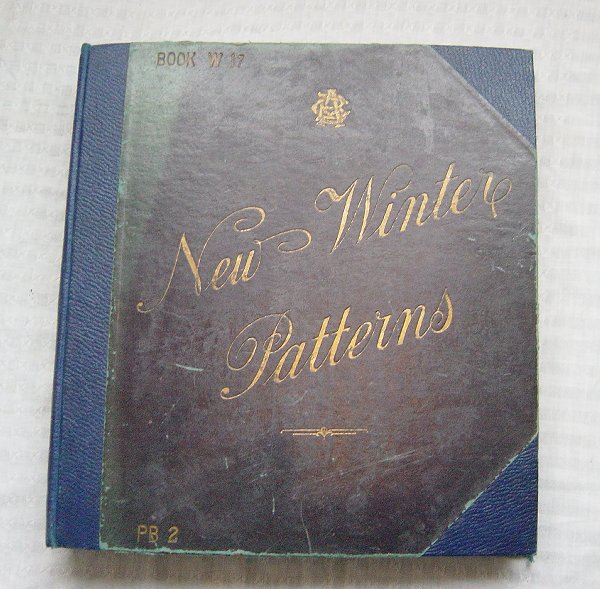 BOOK W 17
New Winter
Patterns
PB 2